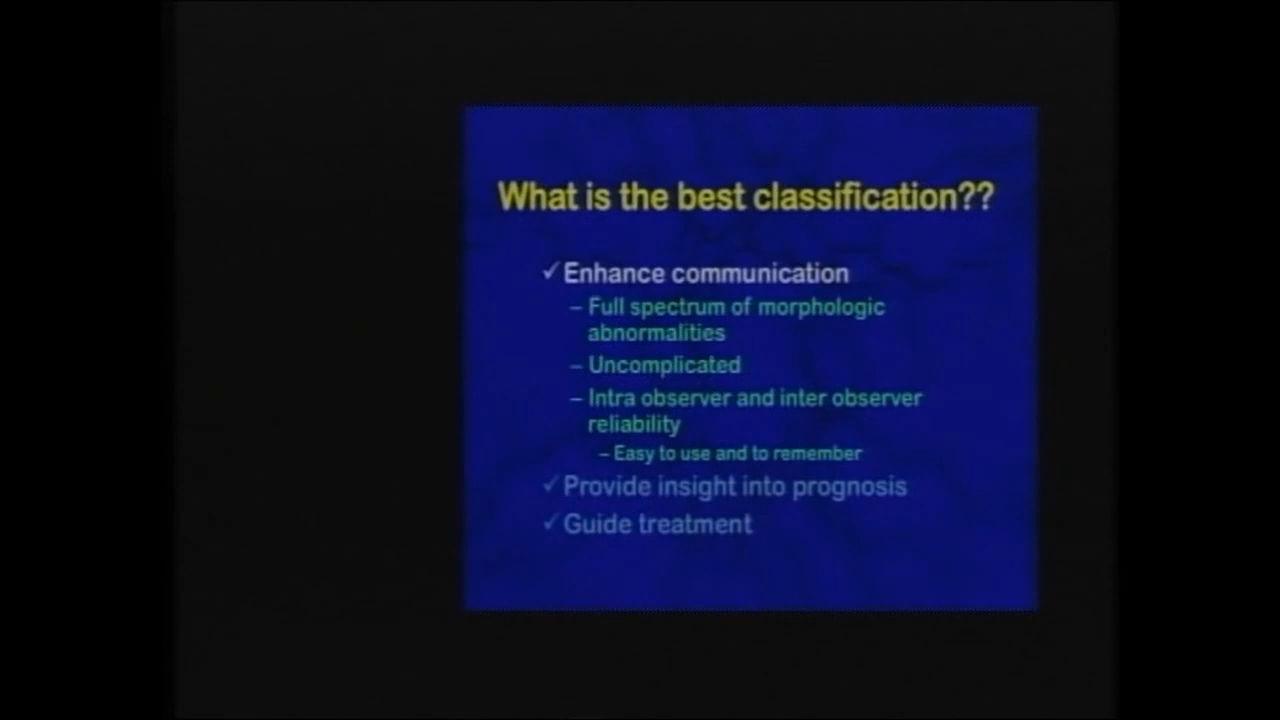 What is the best classification??
✓Enhance communication
– Full spectrum of morphologic
abnormalities
– Uncomplicated
– Intra observer and inter observer
reliability
– Easy to use and to remember
✓Provide insight into prognosis
✓Guide treatment